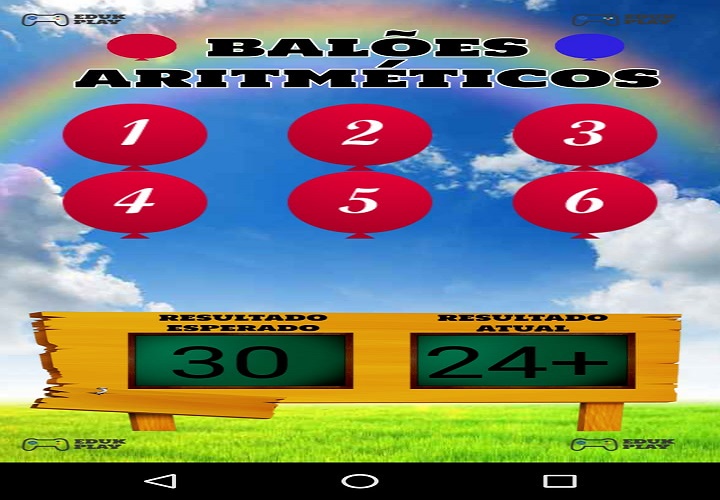 EDUK PLAY
EDUK PLAY
BALÕES
ARITMÉTICOS
1 2 3
4 5 6
RESULTADO ESPERADO
RESULTADO ATUAL
30
24+
EDUK PLAY
EDUK PLAY